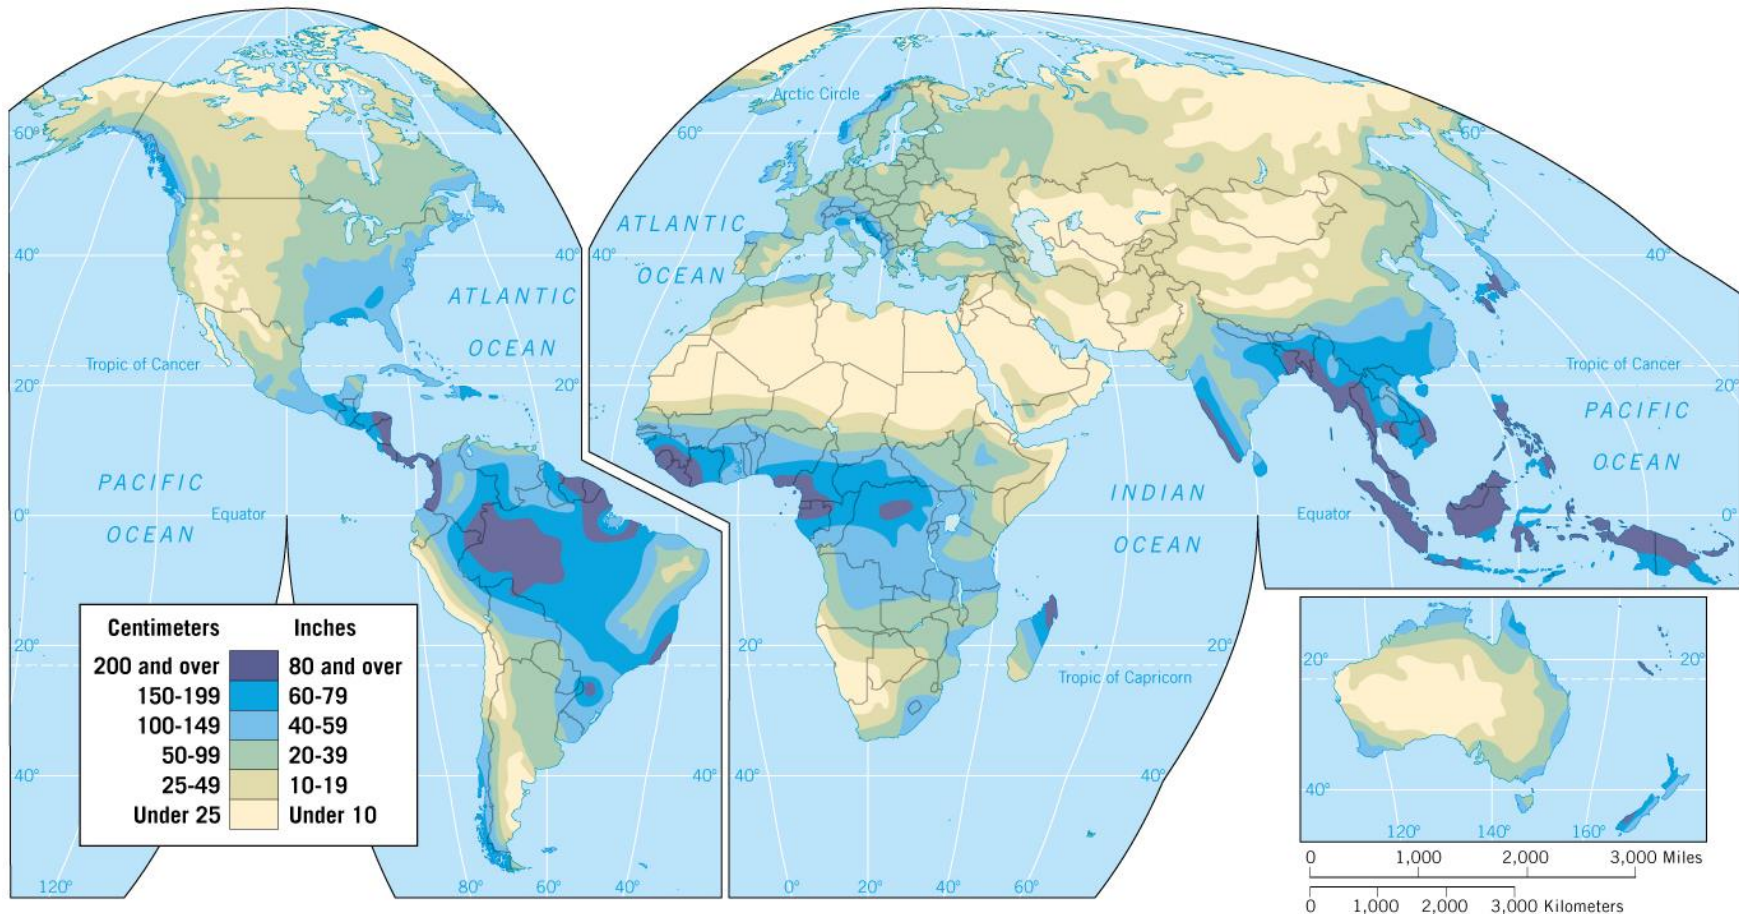 Arctic Circle
60°
60°
60°
60°
ATLANTIC
OCEAN
40°
40°
40°
40°
ATLANTIC
OCEAN
Tropic of Cancer
Tropic of Cancer
20°
20°
20°
PACIFIC
OCEAN
PACIFIC
OCEAN
INDIAN
OCEAN
0°
Equator
Equator
0°
Centimeters Inches
200 and over 80 and over
150-199 60-79
100-149 40-59
50-99 20-39
25-49 10-19
Under 25 Under 10
20°
20°
20°
20°
Tropic of Capricorn
20°
20°
40°
40°
40°
40°
120°
80°
60°
40°
0°
20°
40°
60°
120°
140°
160°
0 1,000 2,000 3,000 Miles
0 1,000 2,000 3,000 Kilometers